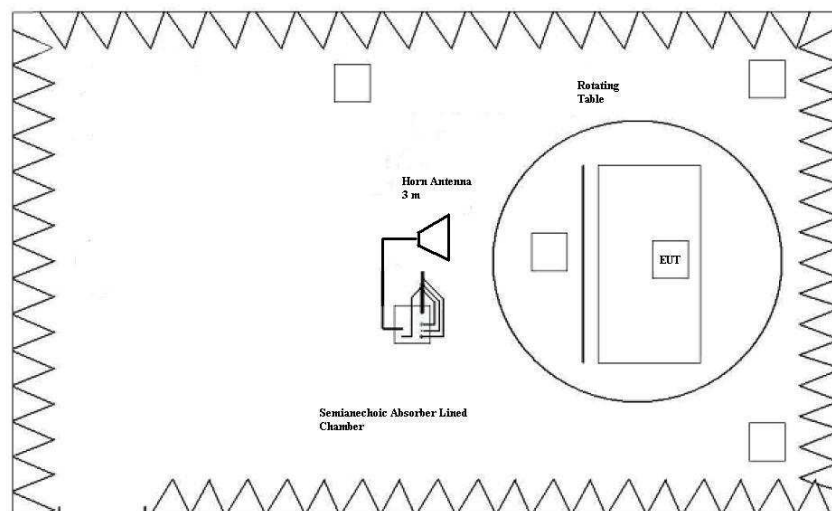 Rotating
Table
Horn Antenna
3 m
EUT
Semianechoic Absorber Lined
Chamber